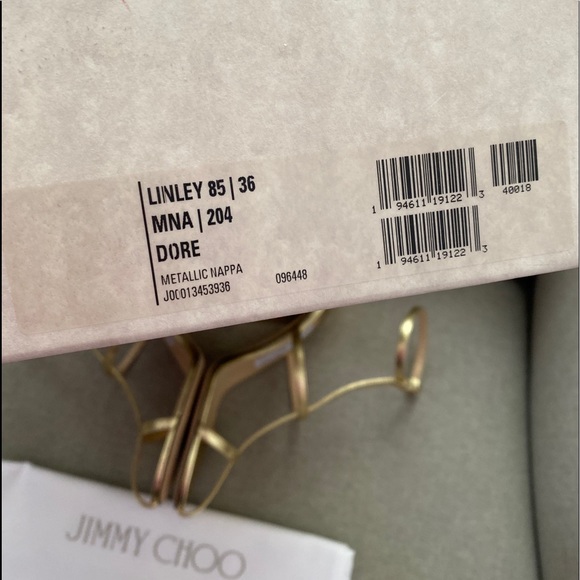 LINLEY 85 | 36
MNA | 204
DORE
METALLIC NAPPA 096448
J00013453936
1 94611 19122 3
40018
1 94611 19122 3
JIMMY CHOO